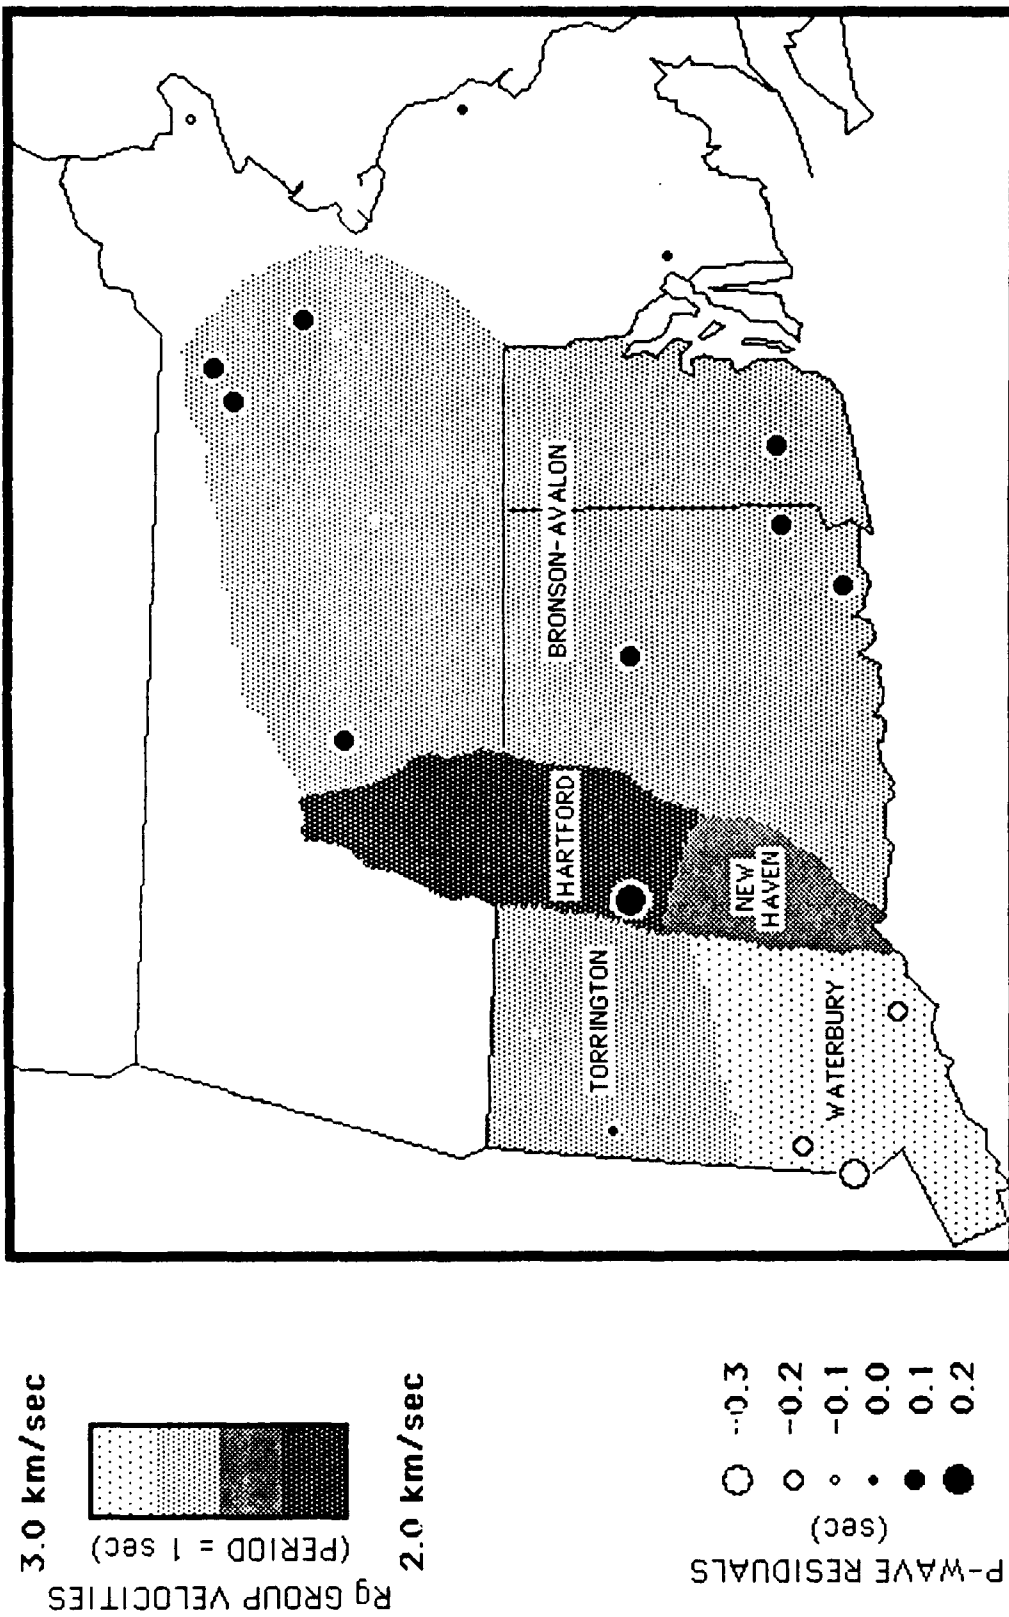 BRONSON-AVALON
HARTFORD
NEW
HAVEN
TORRINGTON
WATERBURY
3.0 km/sec
2.0 km/sec
Rg GROUP VELOCITIES
(PERIOD = 1 sec)
P-WAVE RESIDUALS
(sec)
-0.3
-0.2
-0.1
0.0
0.1
0.2